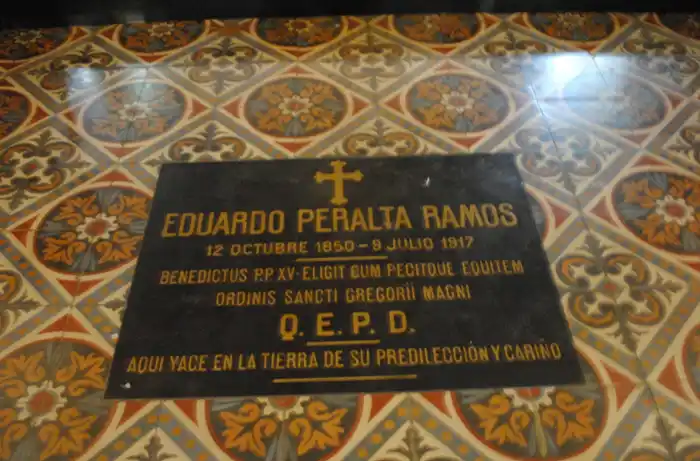 EDUARDO PERALTA RAMOS
12 OCTUBRE 1850 - 9 JULIO 1917
BENEDICTUS P.P. XV - ELIGIT CUM PECITQUE EQUITEM
ORDINIS SANCTI GREGORII MAGNI
Q. E. P. D.
AQUI YACE EN LA TIERRA DE SU PREDILECCIÓN Y CARIÑO